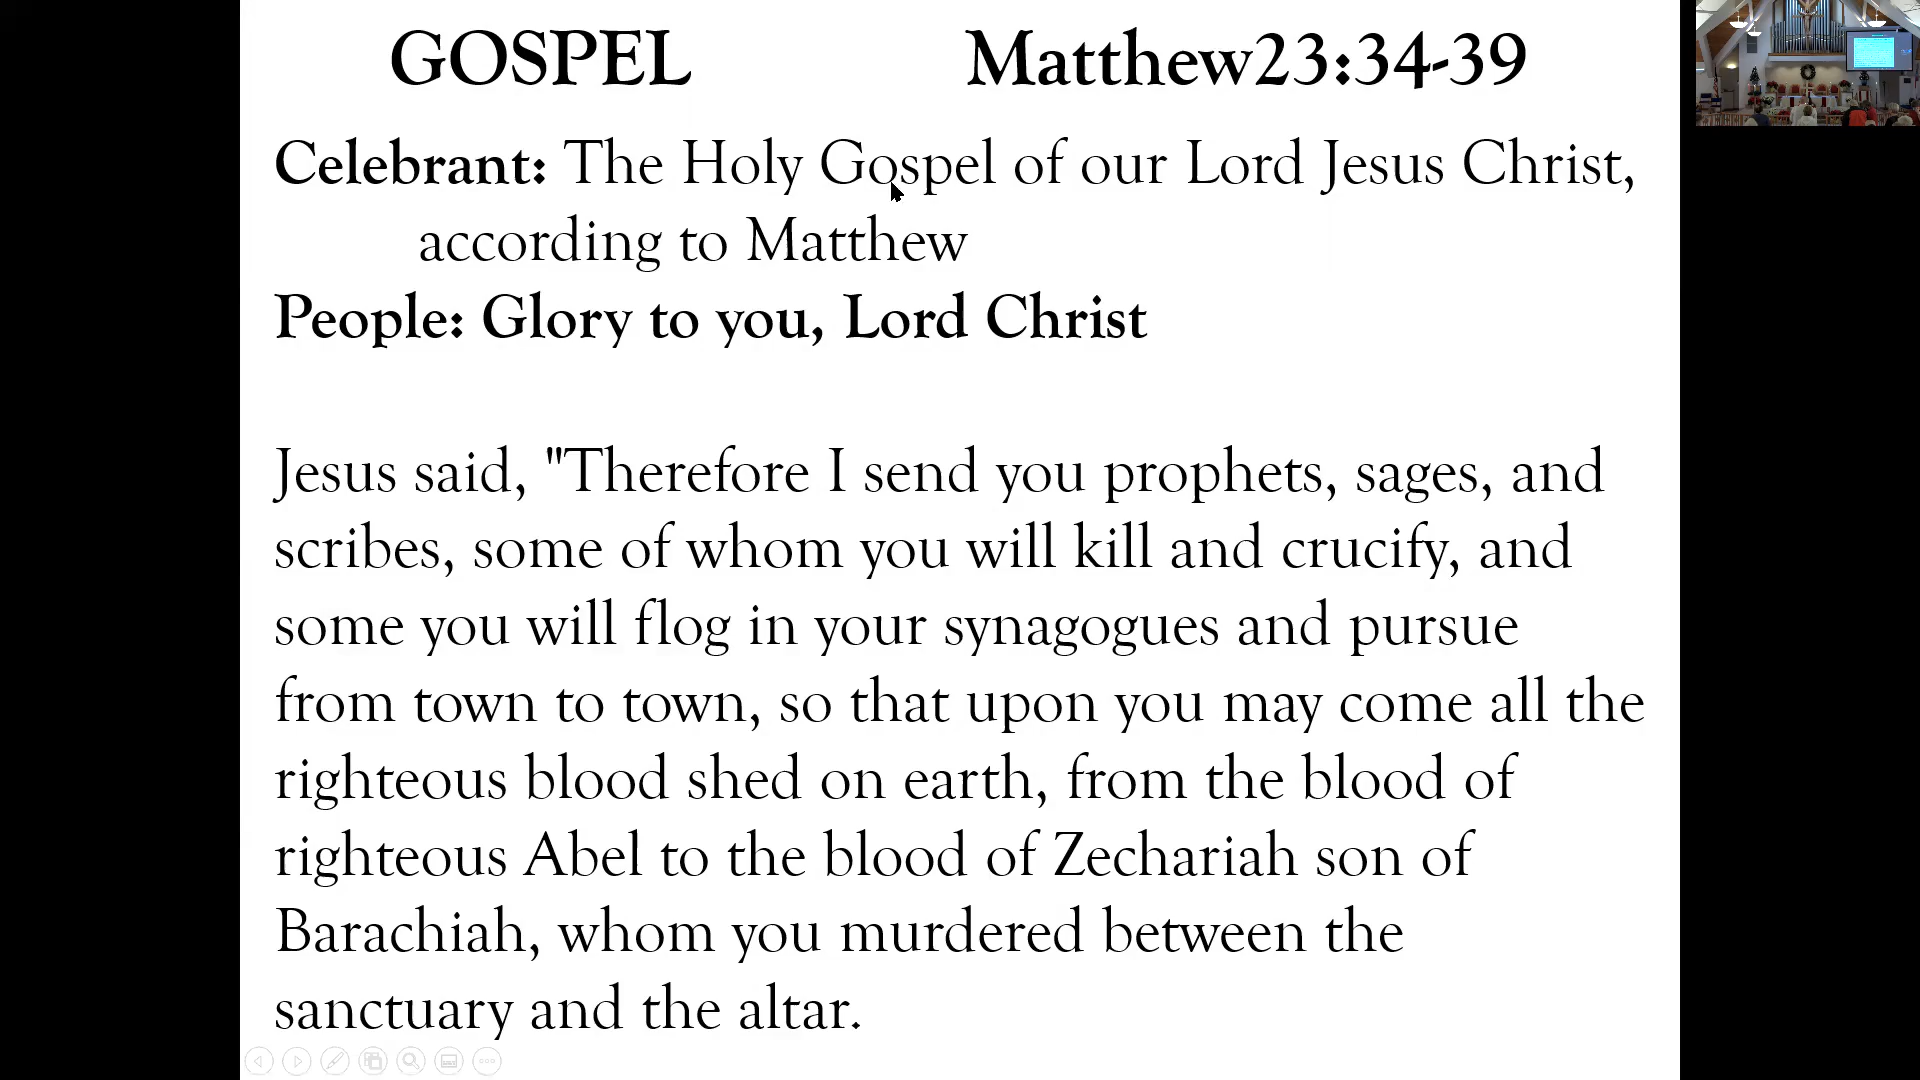 GOSPEL Matthew23:34-39
Celebrant: The Holy Gospel of our Lord Jesus Christ,
according to Matthew
People: Glory to you, Lord Christ
Jesus said, "Therefore I send you prophets, sages, and
scribes, some of whom you will kill and crucify, and
some you will flog in your synagogues and pursue
from town to town, so that upon you may come all the
righteous blood shed on earth, from the blood of
righteous Abel to the blood of Zechariah son of
Barachiah, whom you murdered between the
sanctuary and the altar.